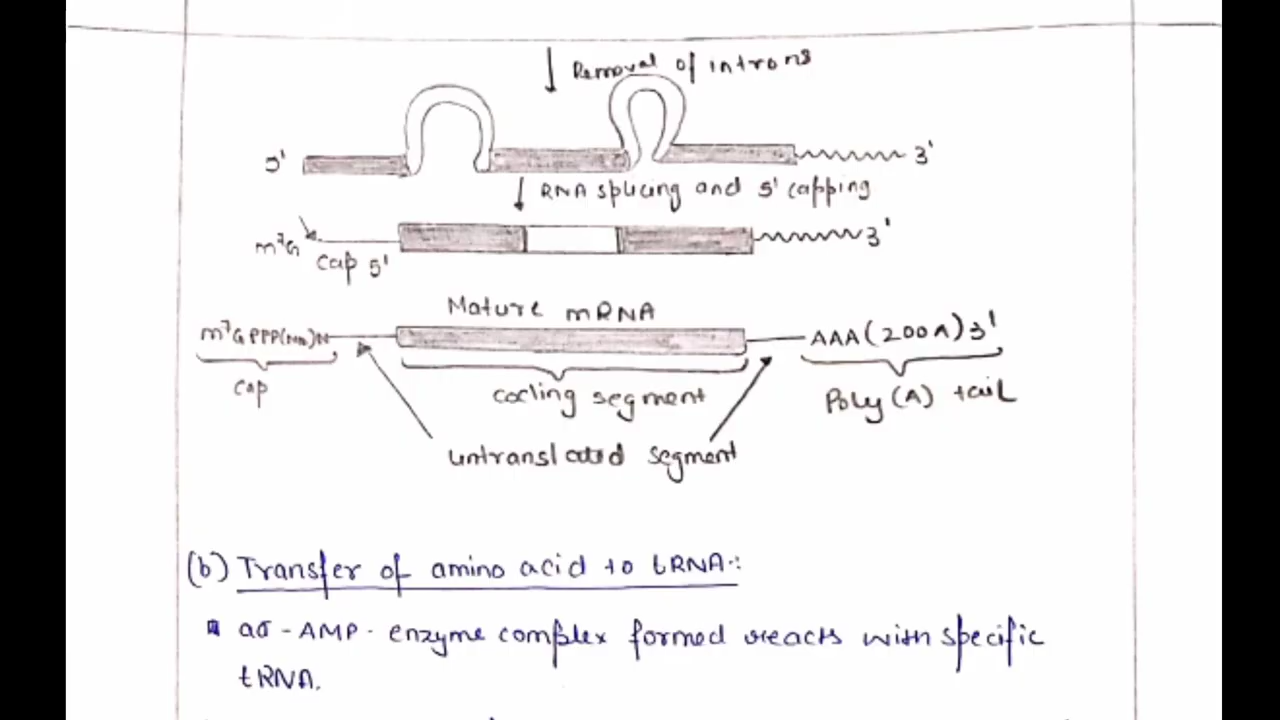 Removal of introns
5' 3'
RNA splicing and 5' capping
m⁷G cap 5' 3'
Mature mRNA
m⁷GPPP(Nm)N AAA(200A)3'
cap coding segment Poly(A) tail
untranslated segment
(b) Transfer of amino acid to tRNA:
aa-AMP-enzyme complex formed reacts with specific
tRNA.